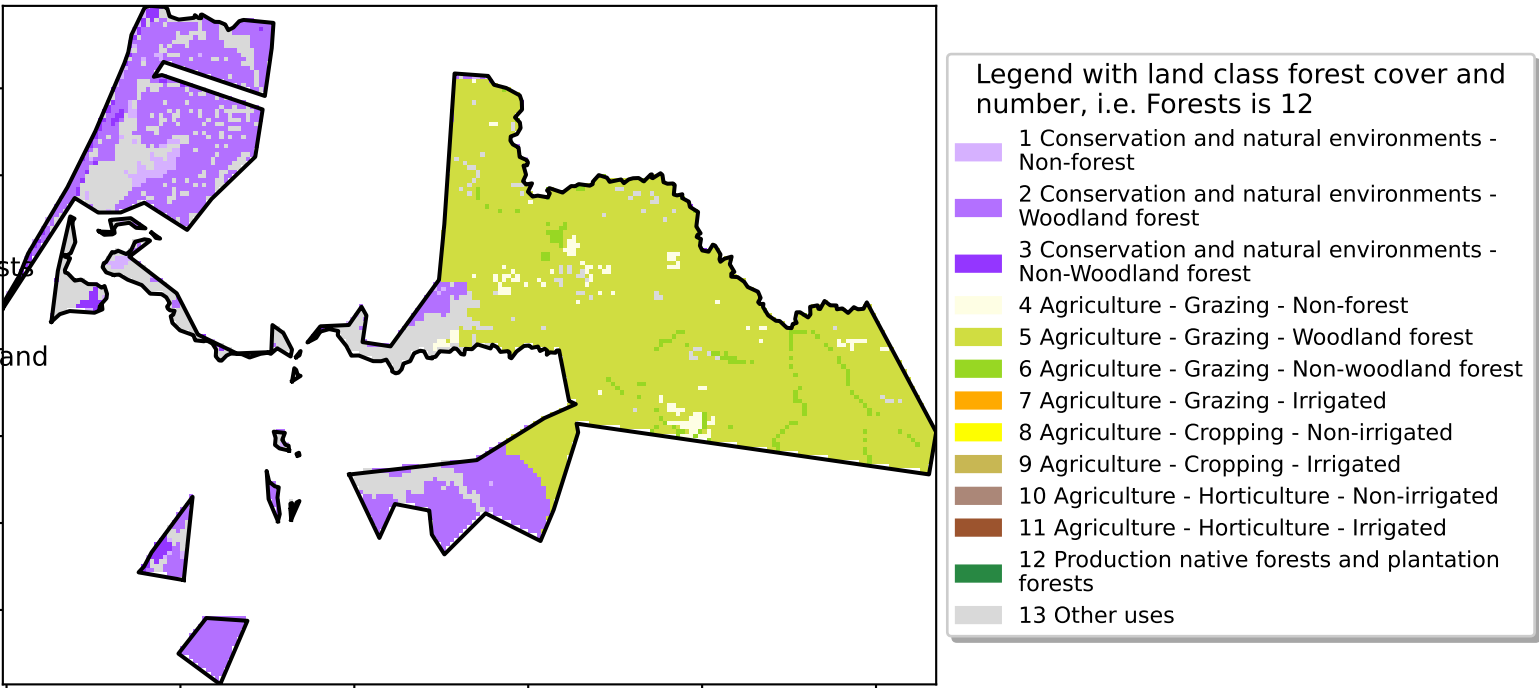 sts
and
Legend with land class forest cover and
number, i.e. Forests is 12
1 Conservation and natural environments -
Non-forest
2 Conservation and natural environments -
Woodland forest
3 Conservation and natural environments -
Non-Woodland forest
4 Agriculture - Grazing - Non-forest
5 Agriculture - Grazing - Woodland forest
6 Agriculture - Grazing - Non-woodland forest
7 Agriculture - Grazing - Irrigated
8 Agriculture - Cropping - Non-irrigated
9 Agriculture - Cropping - Irrigated
10 Agriculture - Horticulture - Non-irrigated
11 Agriculture - Horticulture - Irrigated
12 Production native forests and plantation
forests
13 Other uses